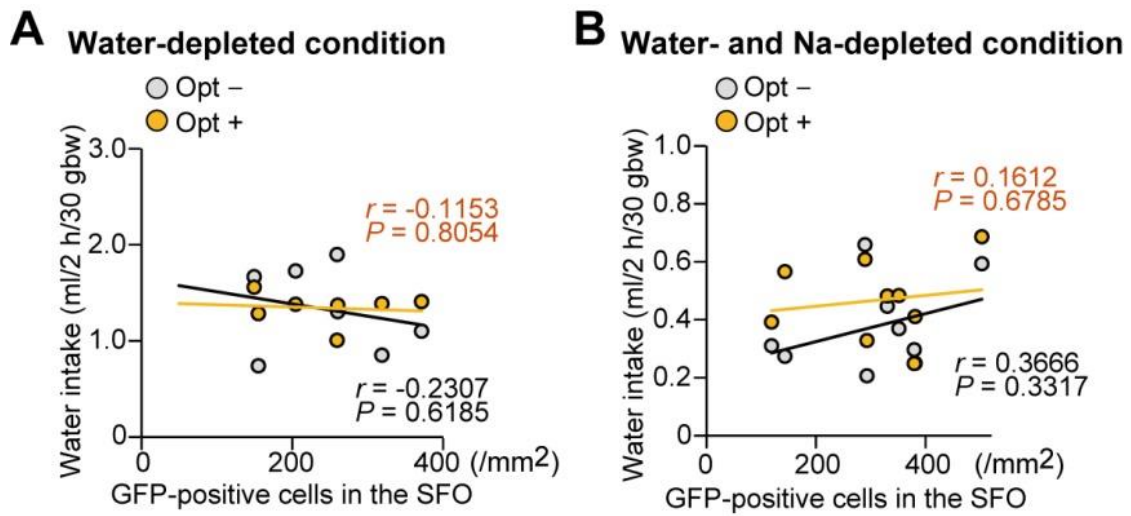 A Water-depleted condition
Opt −
Opt +
3.0
2.0
1.0
0
Water intake (ml/2 h/30 gbw)
r = -0.1153
P = 0.8054
r = -0.2307
P = 0.6185
0 200 400 (/mm2)
GFP-positive cells in the SFO
B Water- and Na-depleted condition
Opt −
Opt +
1.0
0.8
0.6
0.4
0.2
0
Water intake (ml/2 h/30 gbw)
r = 0.1612
P = 0.6785
r = 0.3666
P = 0.3317
0 200 400 (/mm2)
GFP-positive cells in the SFO